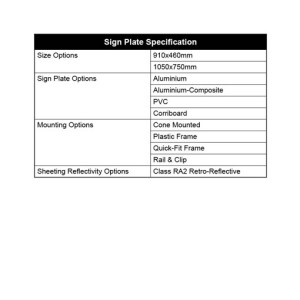 Sign Plate Specification
Size Options 910x460mm
1050x750mm
Sign Plate Options Aluminium
Aluminium-Composite
PVC
Corriboard
Mounting Options Cone Mounted
Plastic Frame
Quick-Fit Frame
Rail & Clip
Sheeting Reflectivity Options Class RA2 Retro-Reflective